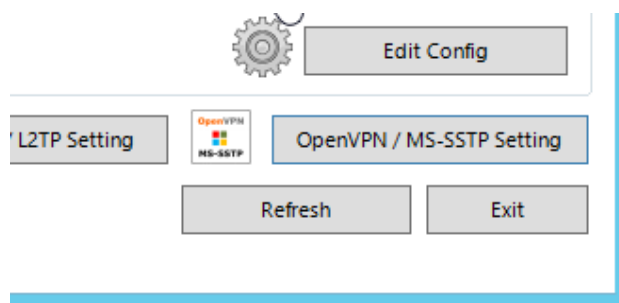 Edit Config
/ L2TP Setting
OpenVPN
MS-SSTP
OpenVPN / MS-SSTP Setting
Refresh
Exit